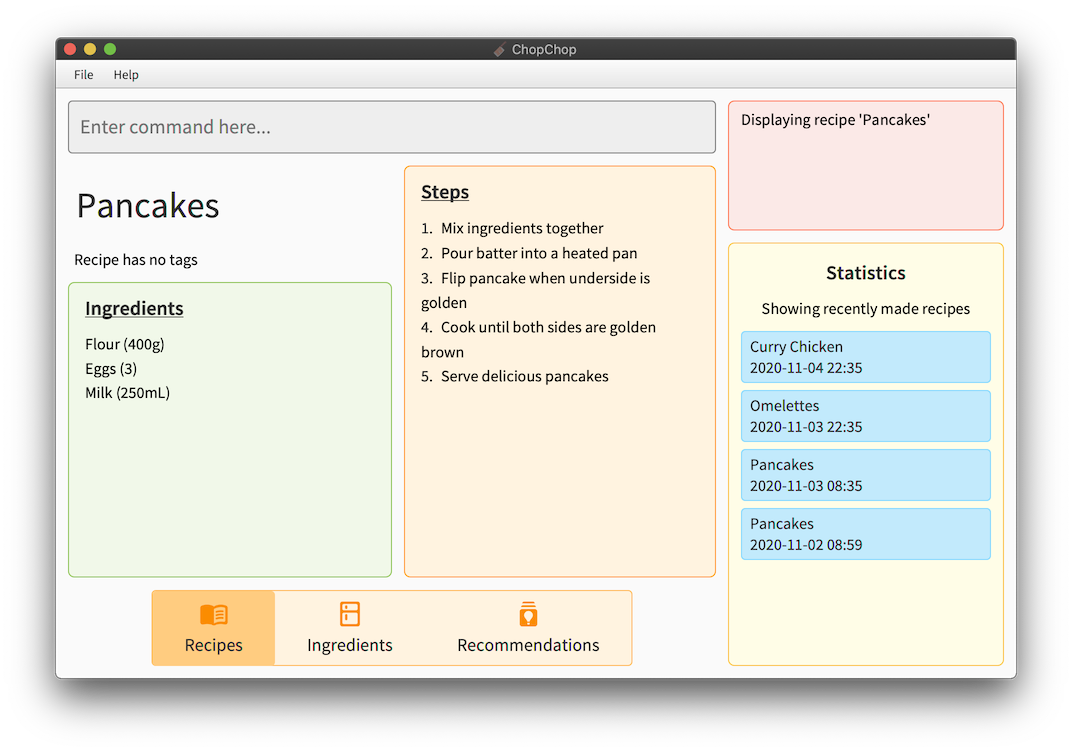 ChopChop
File Help
Enter command here...
Pancakes
Recipe has no tags
Ingredients
Flour (400g)
Eggs (3)
Milk (250mL)
Steps
1. Mix ingredients together
2. Pour batter into a heated pan
3. Flip pancake when underside is
golden
4. Cook until both sides are golden
brown
5. Serve delicious pancakes
Recipes
Ingredients
Recommendations
Displaying recipe 'Pancakes'
Statistics
Showing recently made recipes
Curry Chicken
2020-11-04 22:35
Omelettes
2020-11-03 22:35
Pancakes
2020-11-03 08:35
Pancakes
2020-11-02 08:59